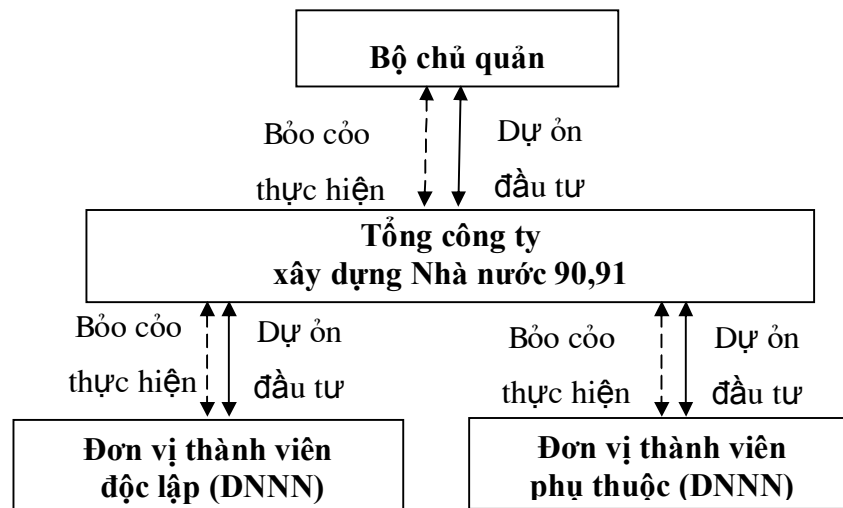 Bộ chủ quản
Bỏo cỏo
thực hiện
Dự ỏn
đầu tư
Tổng công ty
xây dựng Nhà nước 90,91
Bỏo cỏo
thực hiện
Dự ỏn
đầu tư
Bỏo cỏo
thực hiện
Dự ỏn
đầu tư
Đơn vị thành viên
độc lập (DNNN)
Đơn vị thành viên
phụ thuộc (DNNN)